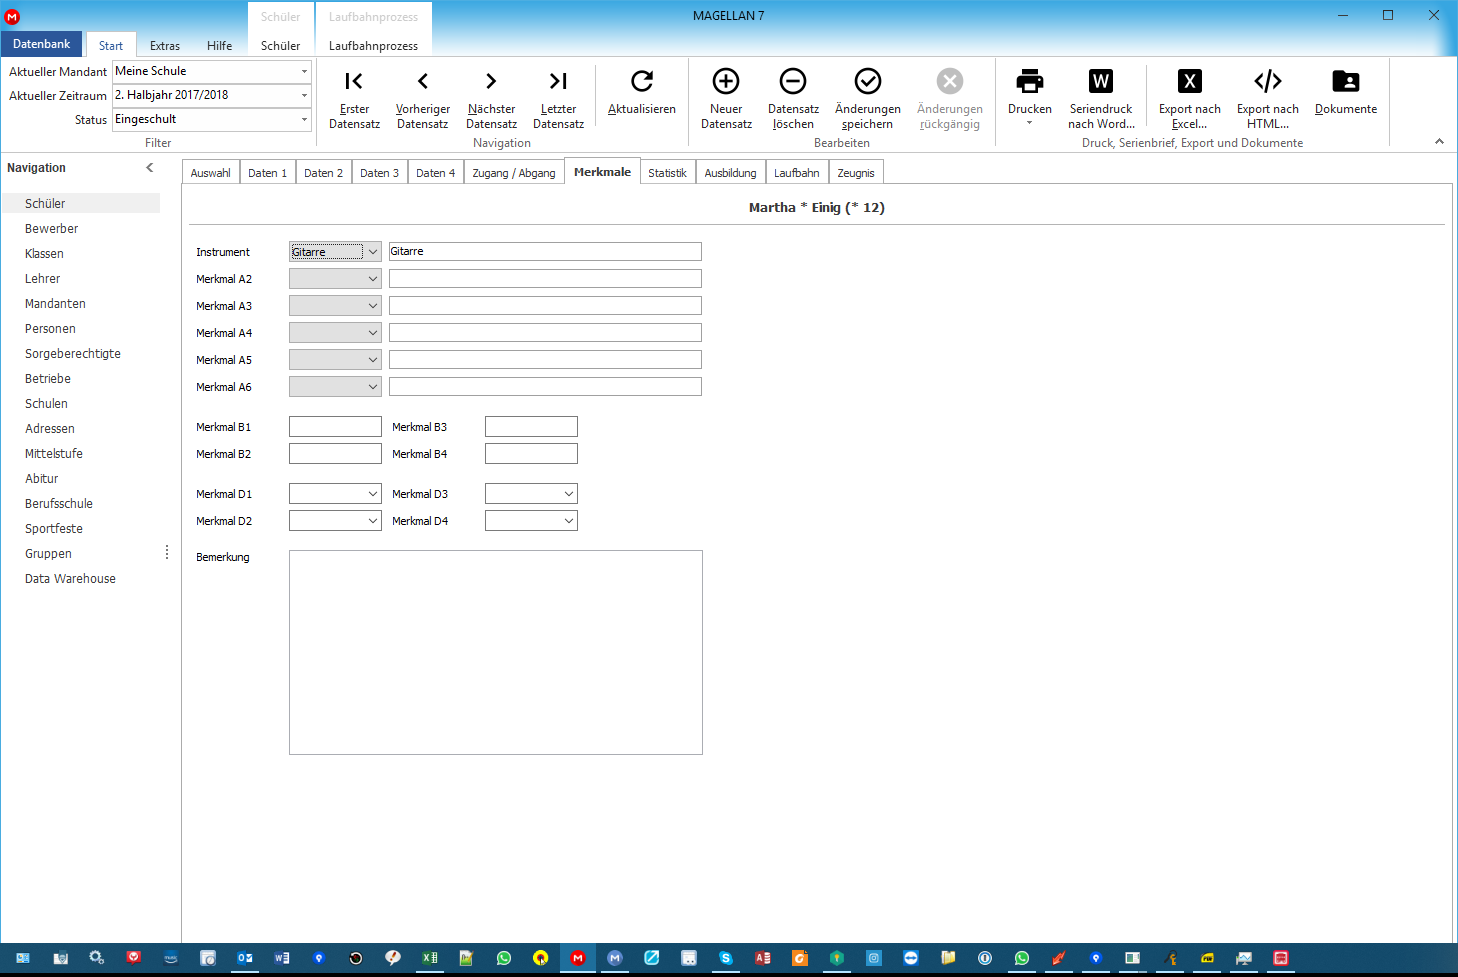 MAGELLAN 7
Schüler
Laufbahnprozess
Datenbank
Start
Extras
Hilfe
Schüler
Laufbahnprozess
Aktueller Mandant
Meine Schule
Aktueller Zeitraum
2. Halbjahr 2017/2018
Status
Eingeschult
Filter
Erster
Datensatz
Vorheriger
Datensatz
Nächster
Datensatz
Letzter
Datensatz
Aktualisieren
Navigation
Neuer
Datensatz
Datensatz
löschen
Änderungen
speichern
Änderungen
rückgängig
Bearbeiten
Drucken
Seriendruck
nach Word...
Export nach
Excel...
Export nach
HTML...
Dokumente
Druck, Serienbrief, Export und Dokumente
Navigation
Schüler
Bewerber
Klassen
Lehrer
Mandanten
Personen
Sorgeberechtigte
Betriebe
Schulen
Adressen
Mittelstufe
Abitur
Berufsschule
Sportfeste
Gruppen
Data Warehouse
Auswahl
Daten 1
Daten 2
Daten 3
Daten 4
Zugang / Abgang
Merkmale
Statistik
Ausbildung
Laufbahn
Zeugnis
Martha * Einig (* 12)
Instrument
Gitarre
Gitarre
Merkmal A2
Merkmal A3
Merkmal A4
Merkmal A5
Merkmal A6
Merkmal B1
Merkmal B3
Merkmal B2
Merkmal B4
Merkmal D1
Merkmal D3
Merkmal D2
Merkmal D4
Bemerkung